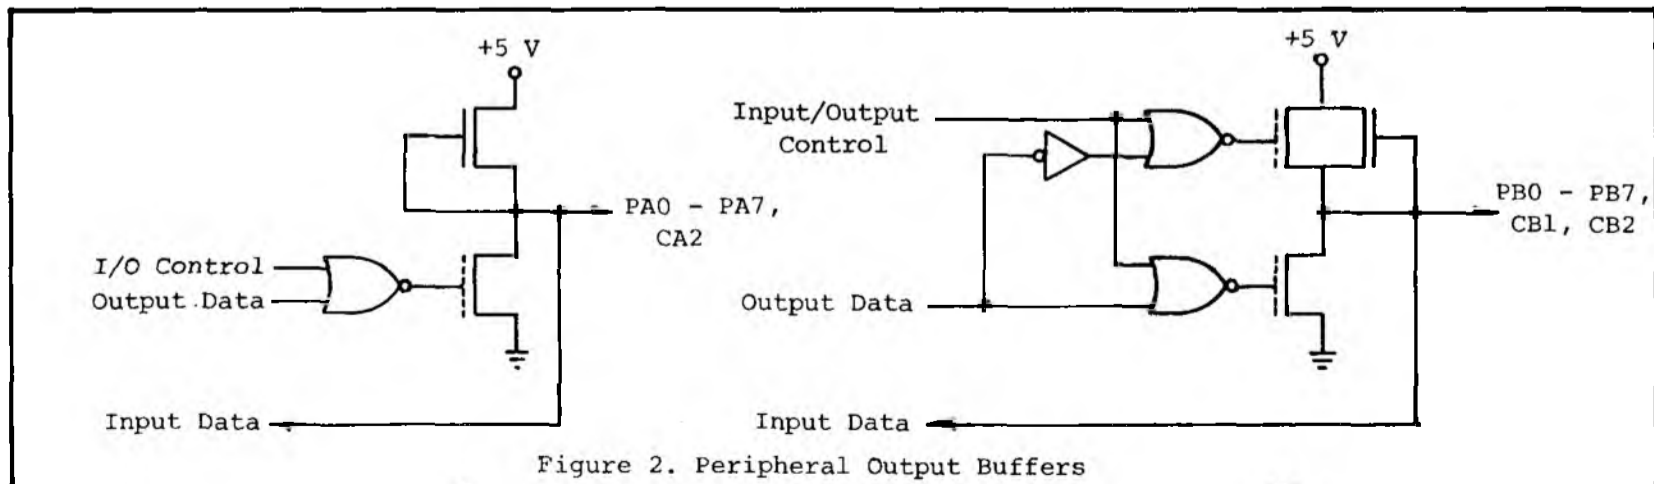 +5 V
PA0 - PA7,
CA2
I/O Control
Output Data
Input Data
+5 V
Input/Output
Control
PB0 - PB7,
CB1, CB2
Output Data
Input Data
Figure 2. Peripheral Output Buffers